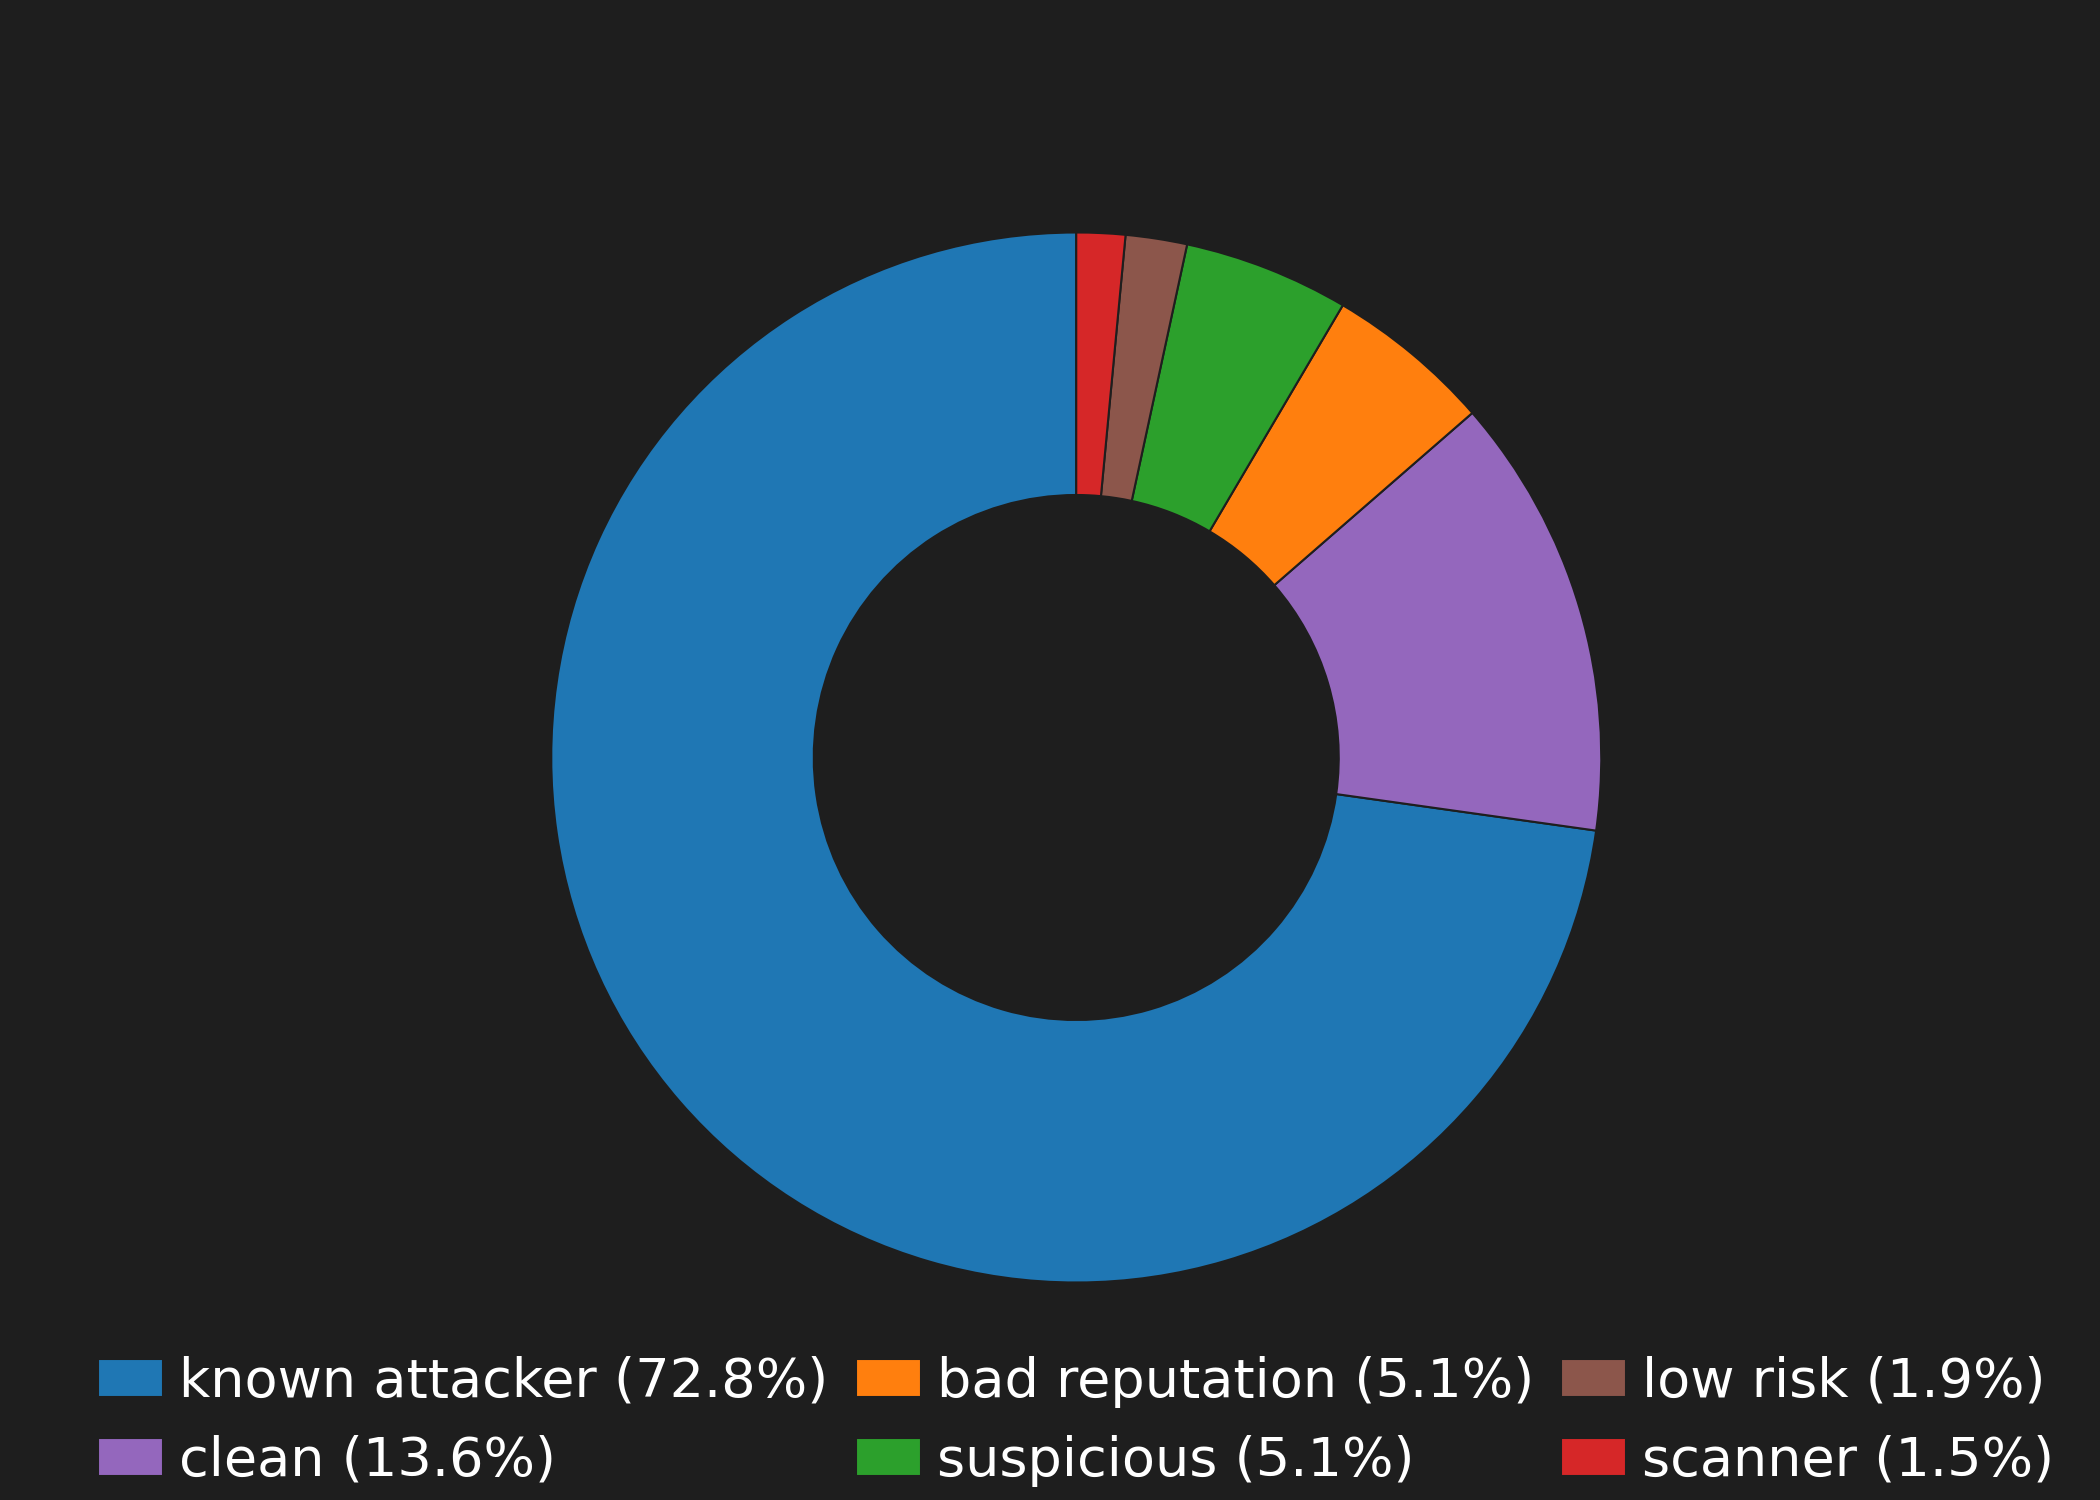 known attacker (72.8%)
bad reputation (5.1%)
low risk (1.9%)
clean (13.6%)
suspicious (5.1%)
scanner (1.5%)